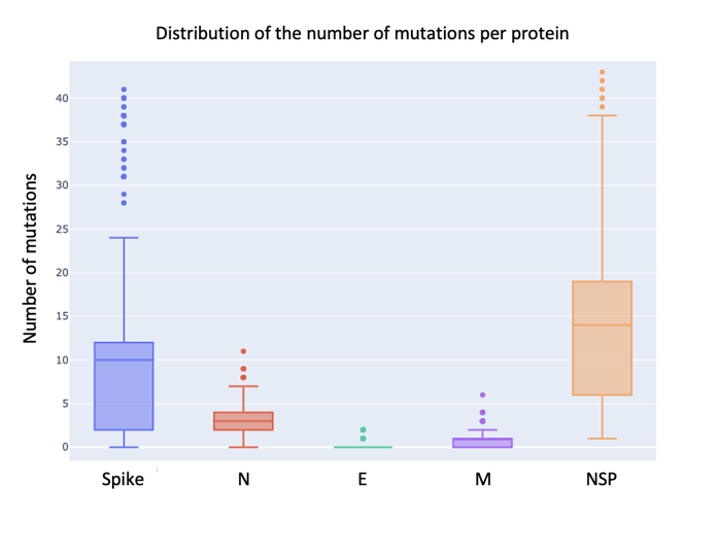 Distribution of the number of mutations per protein
Number of mutations
40
35
30
25
20
15
10
5
0
Spike
N
E
M
NSP